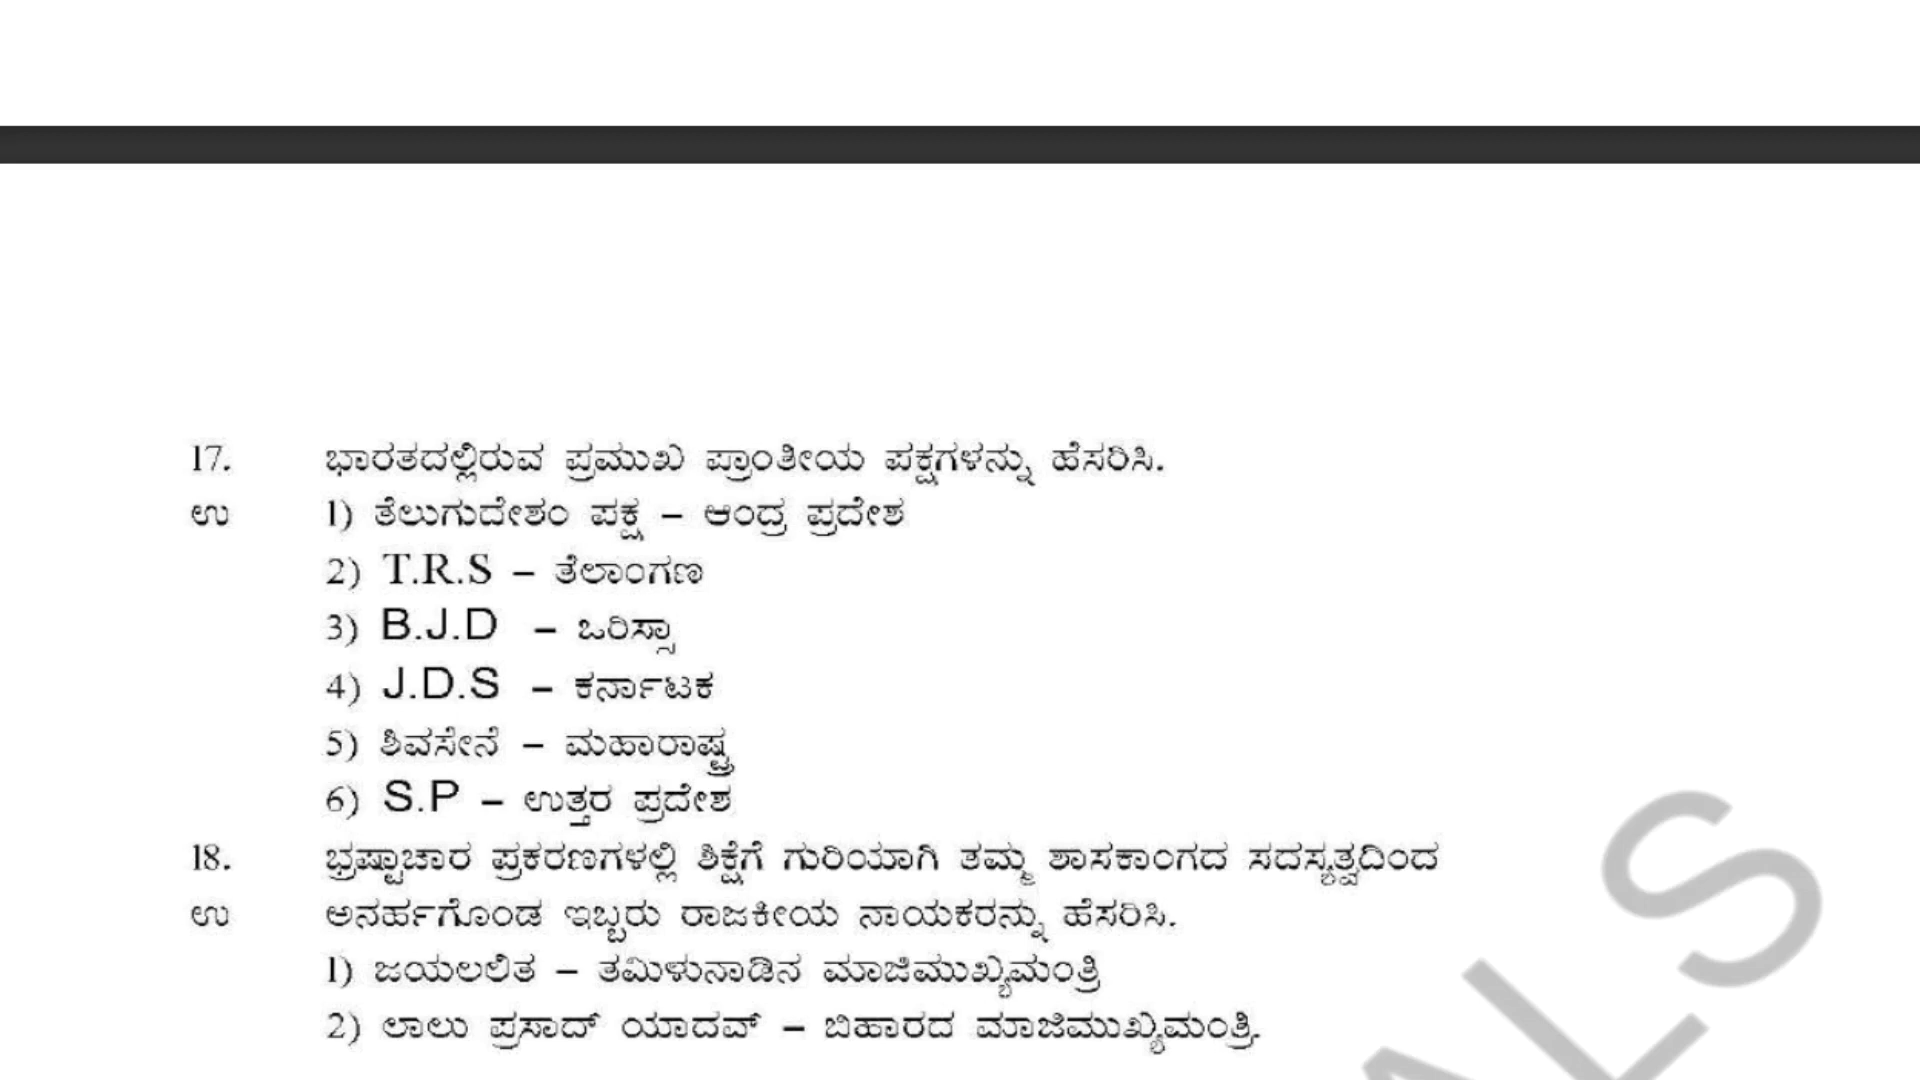 17. ಭಾರತದಲ್ಲಿರುವ ಪ್ರಮುಖ ಪ್ರಾಂತೀಯ ಪಕ್ಷಗಳನ್ನು ಹೆಸರಿಸಿ.
ಉ 1) ತೆಲುಗುದೇಶಂ ಪಕ್ಷ – ಆಂದ್ರ ಪ್ರದೇಶ
2) T.R.S – ತೆಲಾಂಗಣ
3) B.J.D – ಒರಿಸ್ಸಾ
4) J.D.S – ಕರ್ನಾಟಕ
5) ಶಿವಸೇನೆ – ಮಹಾರಾಷ್ಟ್ರ
6) S.P – ಉತ್ತರ ಪ್ರದೇಶ
18. ಭ್ರಷ್ಟಾಚಾರ ಪ್ರಕರಣಗಳಲ್ಲಿ ಶಿಕ್ಷೆಗೆ ಗುರಿಯಾಗಿ ತಮ್ಮ ಶಾಸಕಾಂಗದ ಸದಸ್ಯತ್ವದಿಂದ
ಉ ಅನರ್ಹಗೊಂಡ ಇಬ್ಬರು ರಾಜಕೀಯ ನಾಯಕರನ್ನು ಹೆಸರಿಸಿ.
1) ಜಯಲಲಿತ – ತಮಿಳುನಾಡಿನ ಮಾಜಿಮುಖ್ಯಮಂತ್ರಿ
2) ಲಾಲು ಪ್ರಸಾದ್ ಯಾದವ್ – ಬಿಹಾರದ ಮಾಜಿಮುಖ್ಯಮಂತ್ರಿ.
ALS